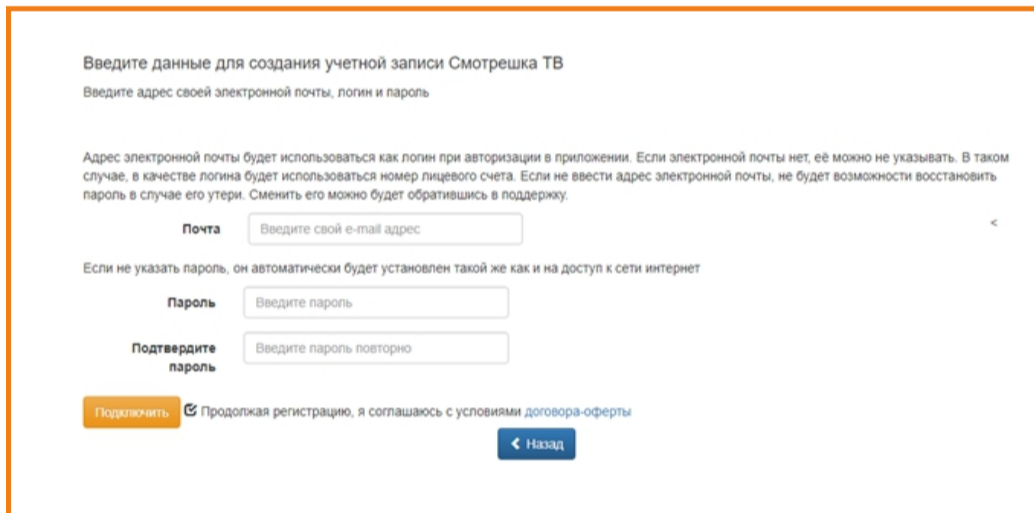 Введите данные для создания учетной записи Смотрешка ТВ
Введите адрес своей электронной почты, логин и пароль
Адрес электронной почты будет использоваться как логин при авторизации в приложении. Если электронной почты нет, её можно не указывать. В таком
случае, в качестве логина будет использоваться номер лицевого счета. Если не ввести адрес электронной почты, не будет возможности восстановить
пароль в случае его утери. Сменить его можно будет обратившись в поддержку.
Почта Введите свой e-mail адрес <
Если не указать пароль, он автоматически будет установлен такой же как и на доступ к сети интернет
Пароль Введите пароль
Подтвердите Введите пароль повторно
пароль
Подключить Продолжая регистрацию, я соглашаюсь с условиями договора-оферты
Назад